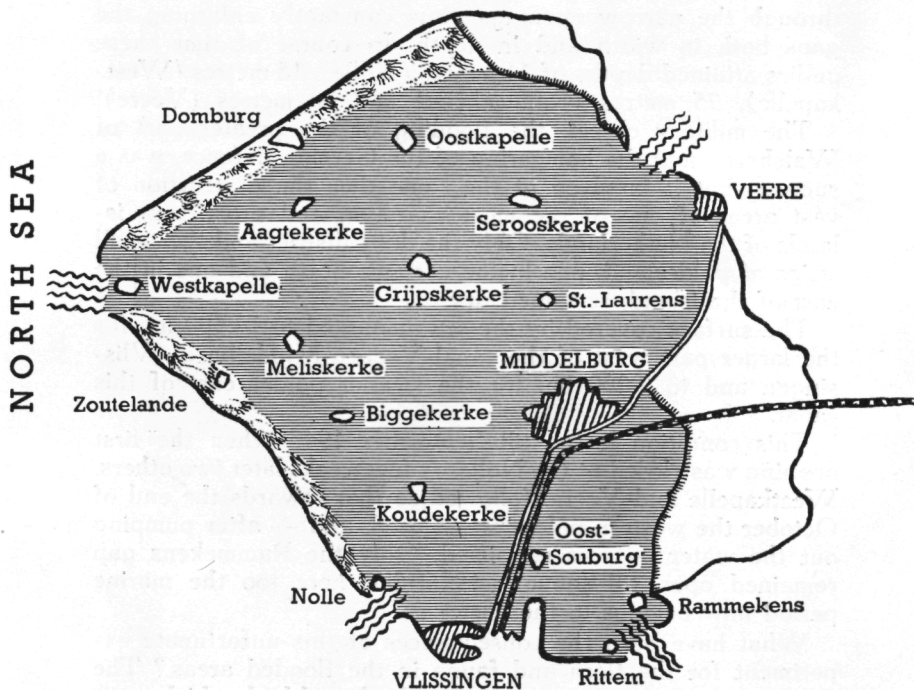 Domburg
Oostkapelle
VEERE
NORTH SEA
Aagtekerke
Serooskerke
Westkapelle
Grijpskerke
St.-Laurens
Meliskerke
MIDDELBURG
Zoutelande
Biggekerke
Koudekerke
Oost-
Souburg
Nolle
Rammekens
VLISSINGEN
Rittem